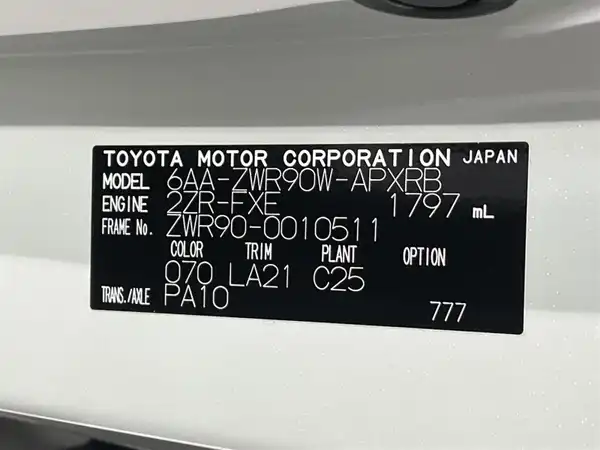 TOYOTA MOTOR CORPORATION JAPAN
MODEL 6AA-ZWR90W-APXRB
ENGINE 2ZR-FXE 1797 mL
FRAME No. ZWR90-0010511
COLOR TRIM PLANT OPTION
070 LA21 C25
TRANS./AXLE PA10
777